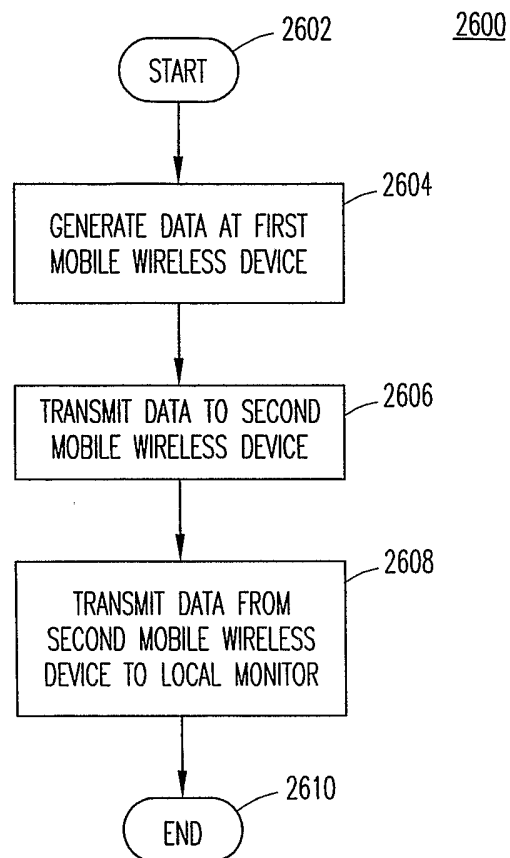 2602
2600
START
2604
GENERATE DATA AT FIRST
MOBILE WIRELESS DEVICE
2606
TRANSMIT DATA TO SECOND
MOBILE WIRELESS DEVICE
2608
TRANSMIT DATA FROM
SECOND MOBILE WIRELESS
DEVICE TO LOCAL MONITOR
2610
END